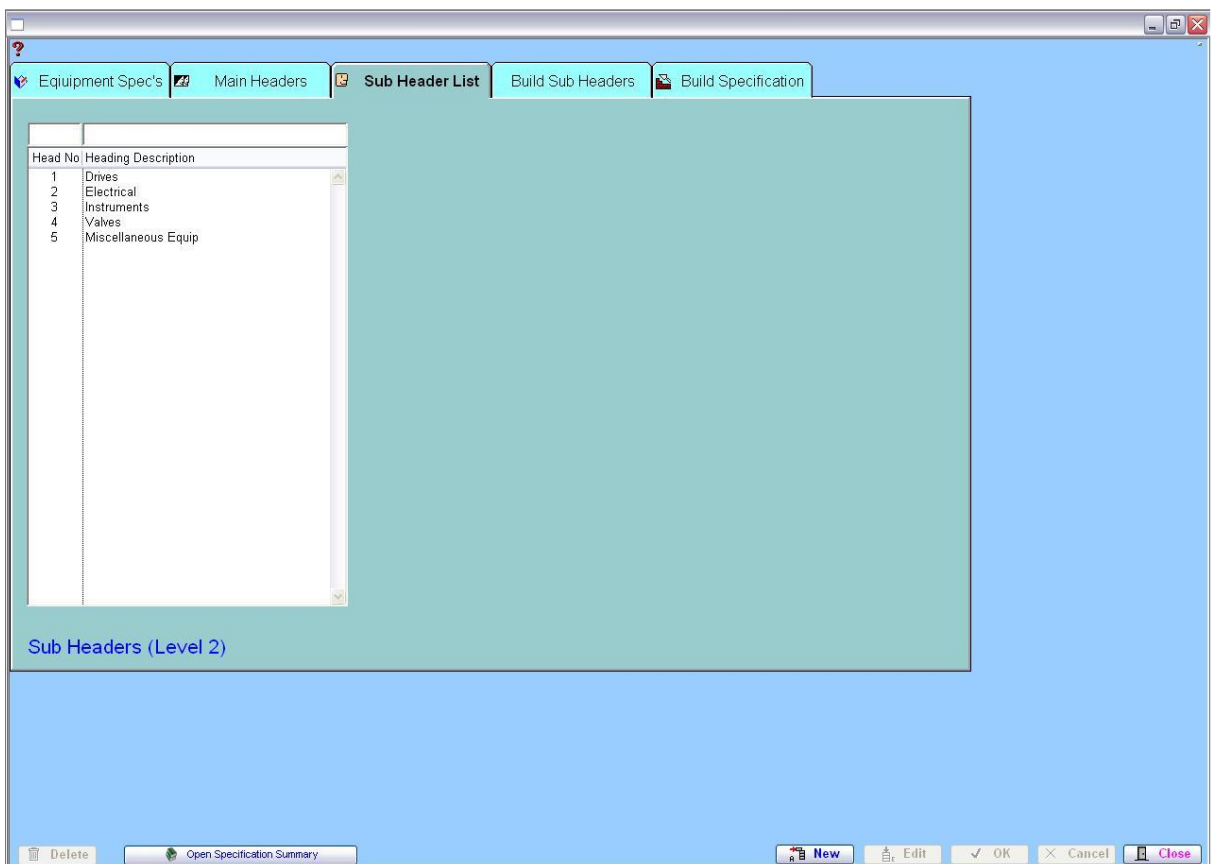 ?
Eqiuipment Spec's Main Headers Sub Header List Build Sub Headers Build Specification
Head No Heading Description
1 Drives
2 Electrical
3 Instruments
4 Valves
5 Miscellaneous Equip
Sub Headers (Level 2)
Delete Open Specification Summary New Edit OK Cancel Close